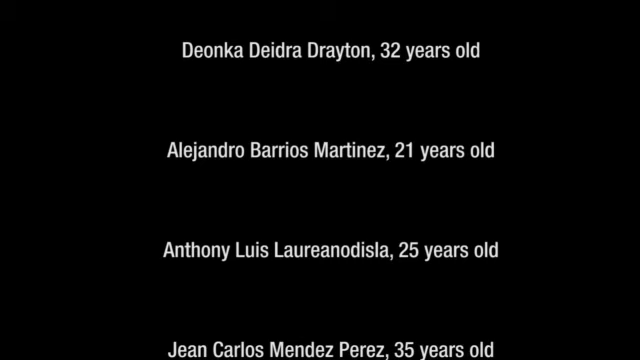 Deonka Deidra Drayton, 32 years old
Alejandro Barrios Martinez, 21 years old
Anthony Luis Laureanodisla, 25 years old
Jean Carlos Mendez Perez, 35 years old